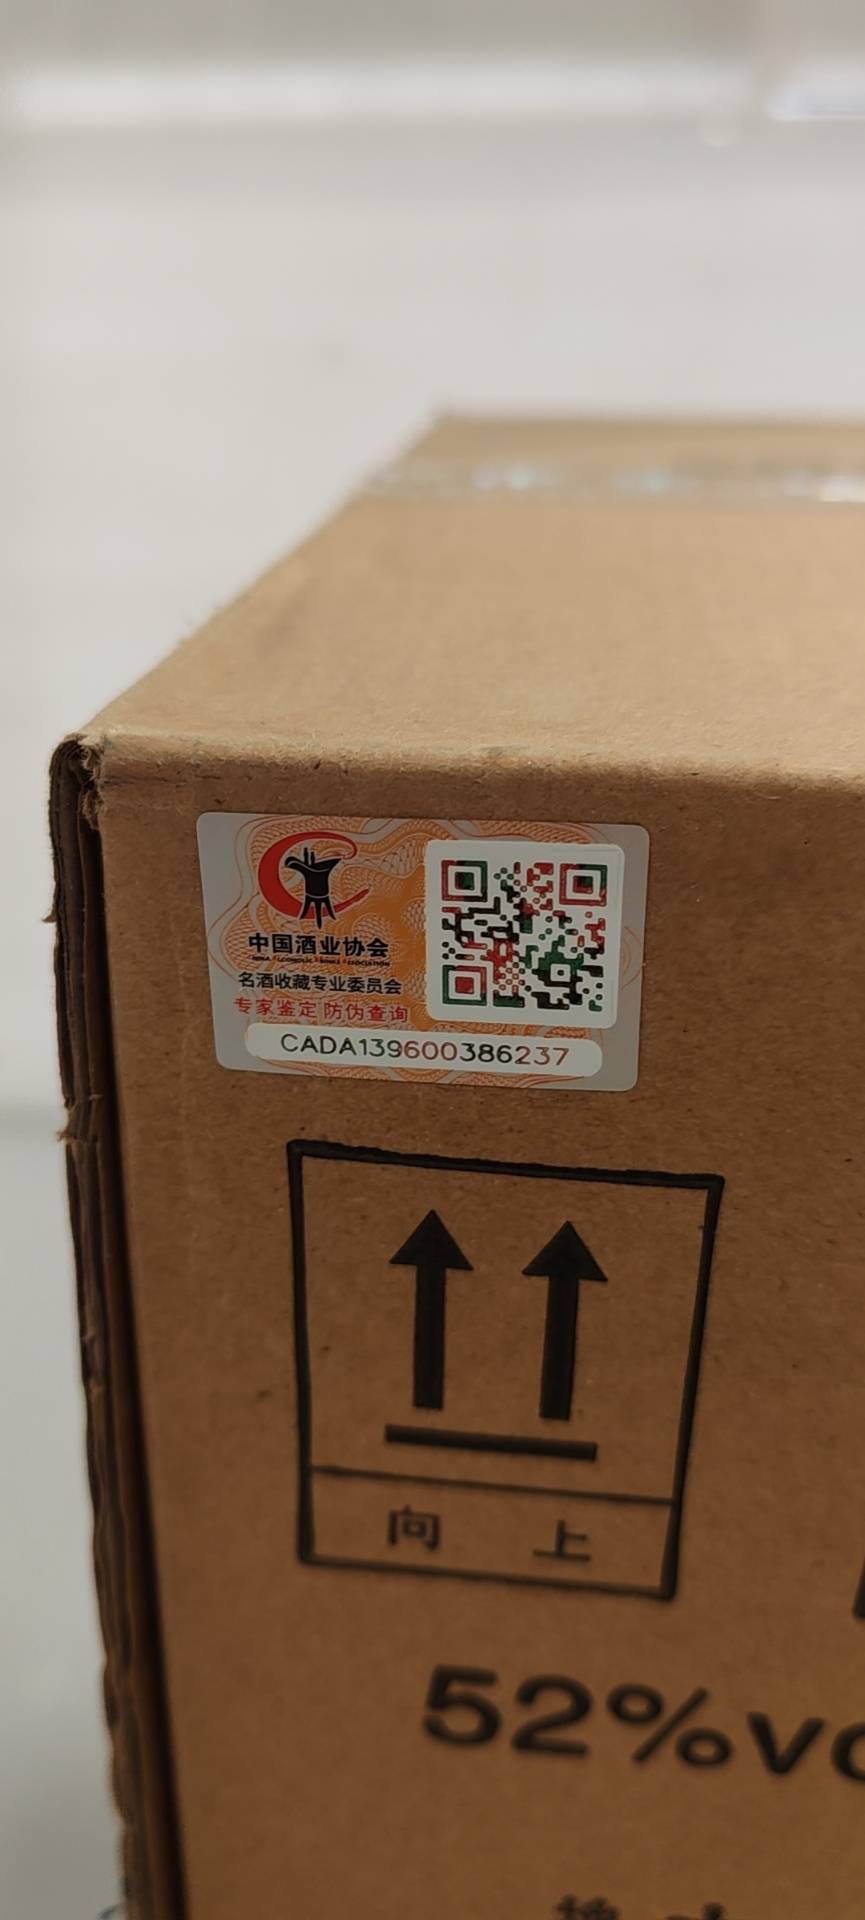 中国酒业协会
名酒收藏专业委员会
专家鉴定 防伪查询
CADA139600386237
向 上
52%vo